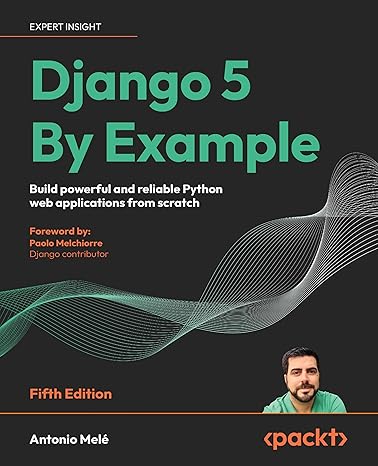 EXPERT INSIGHT
Django 5
By Example
Build powerful and reliable Python
web applications from scratch
Foreword by:
Paolo Melchiorre
Django contributor
Fifth Edition
Antonio Melé
<packt>